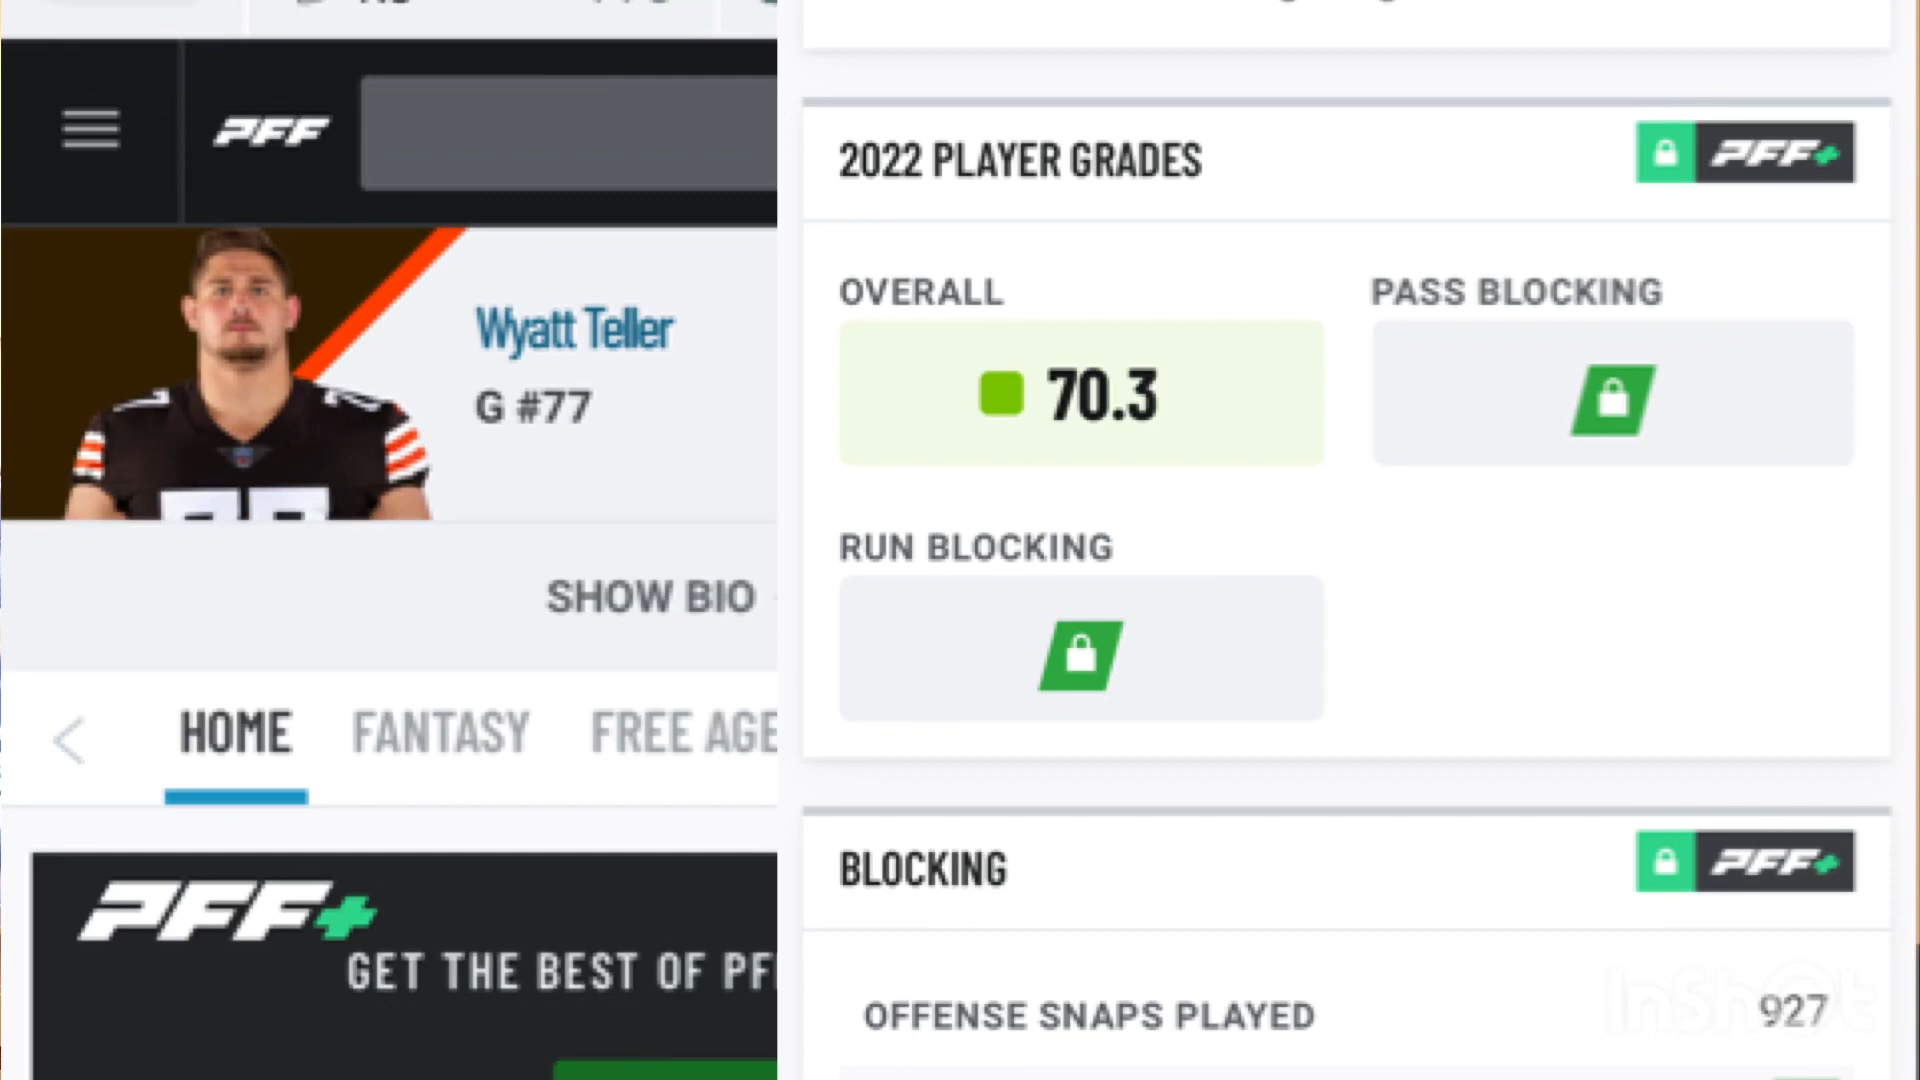 PFF
Wyatt Teller
G #77
SHOW BIO
HOME FANTASY FREE AGE
PFF+
GET THE BEST OF PF
2022 PLAYER GRADES
PFF+
OVERALL
70.3
PASS BLOCKING
RUN BLOCKING
BLOCKING
PFF+
OFFENSE SNAPS PLAYED
927
InShOt